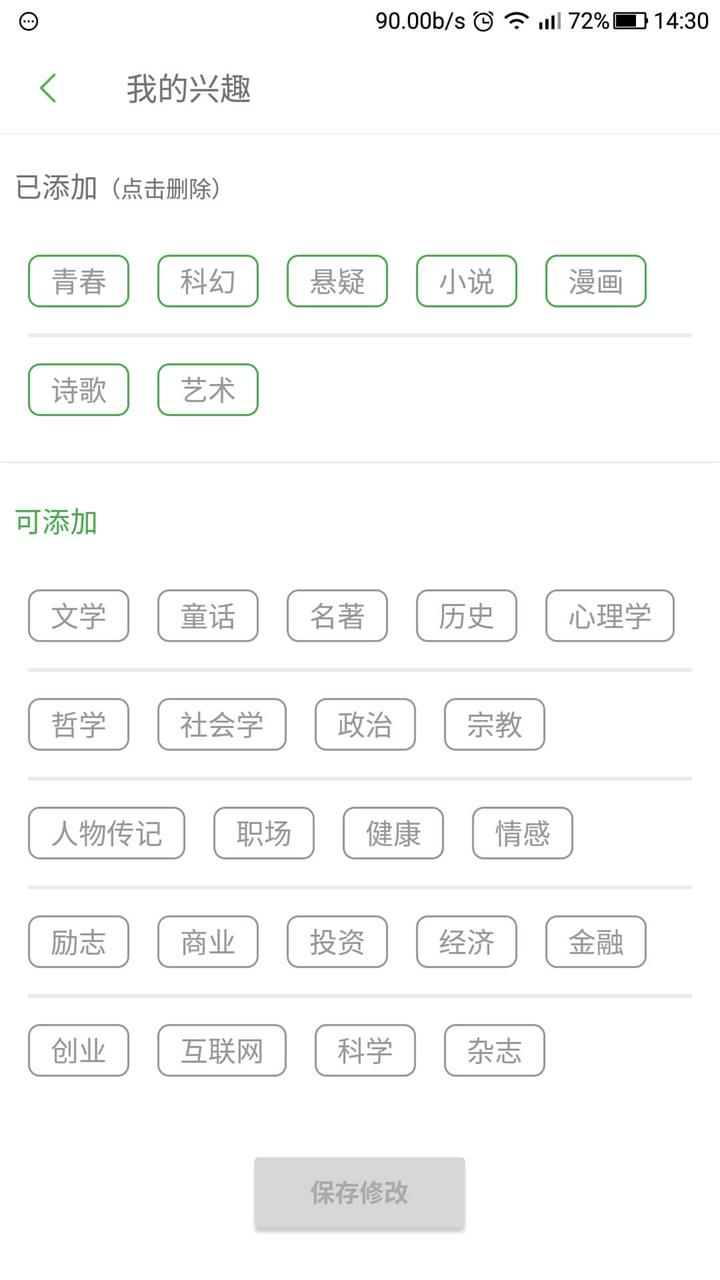 90.00b/s 72% 14:30
我的兴趣
已添加（点击删除）
青春 科幻 悬疑 小说 漫画
诗歌 艺术
可添加
文学 童话 名著 历史 心理学
哲学 社会学 政治 宗教
人物传记 职场 健康 情感
励志 商业 投资 经济 金融
创业 互联网 科学 杂志
保存修改